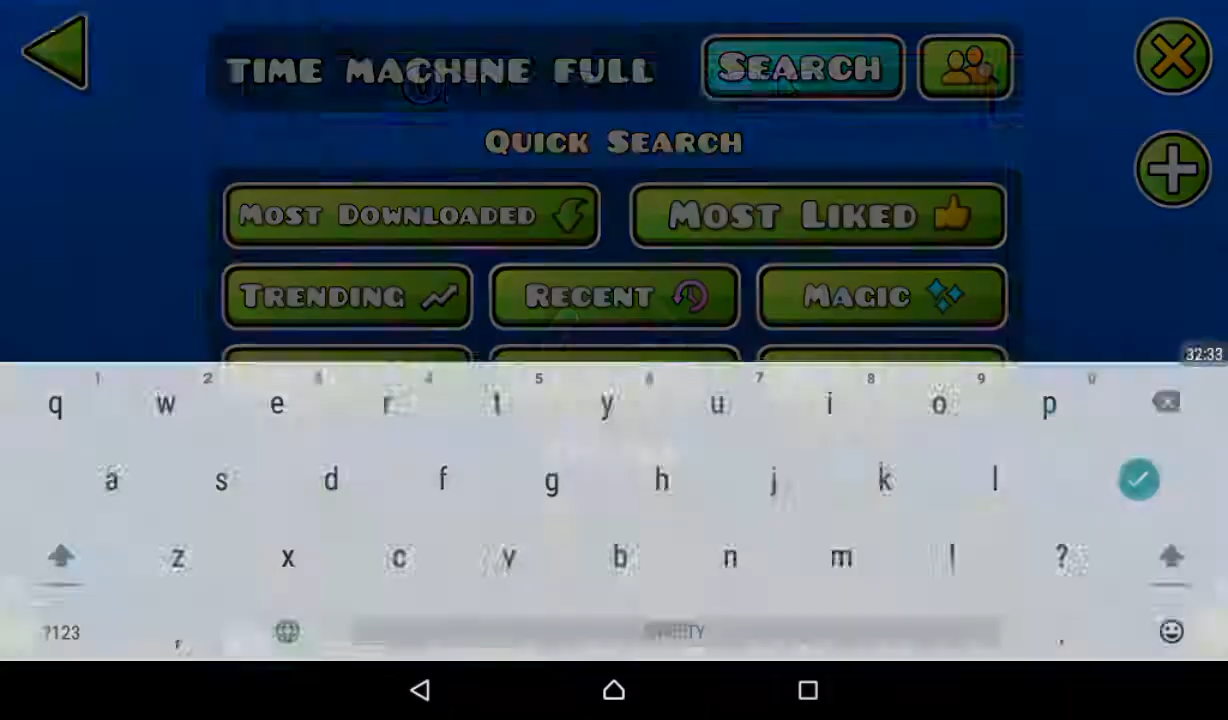 TIME MACHINE FULL SEARCH
QUICK SEARCH
MOST DOWNLOADED MOST LIKED
TRENDING RECENT MAGIC
32:33
1 2 3 4 5 6 7 8 9 0
q w e r t y u i o p
a s d f g h j k l
z x c v b n m ! ?
?123 , .